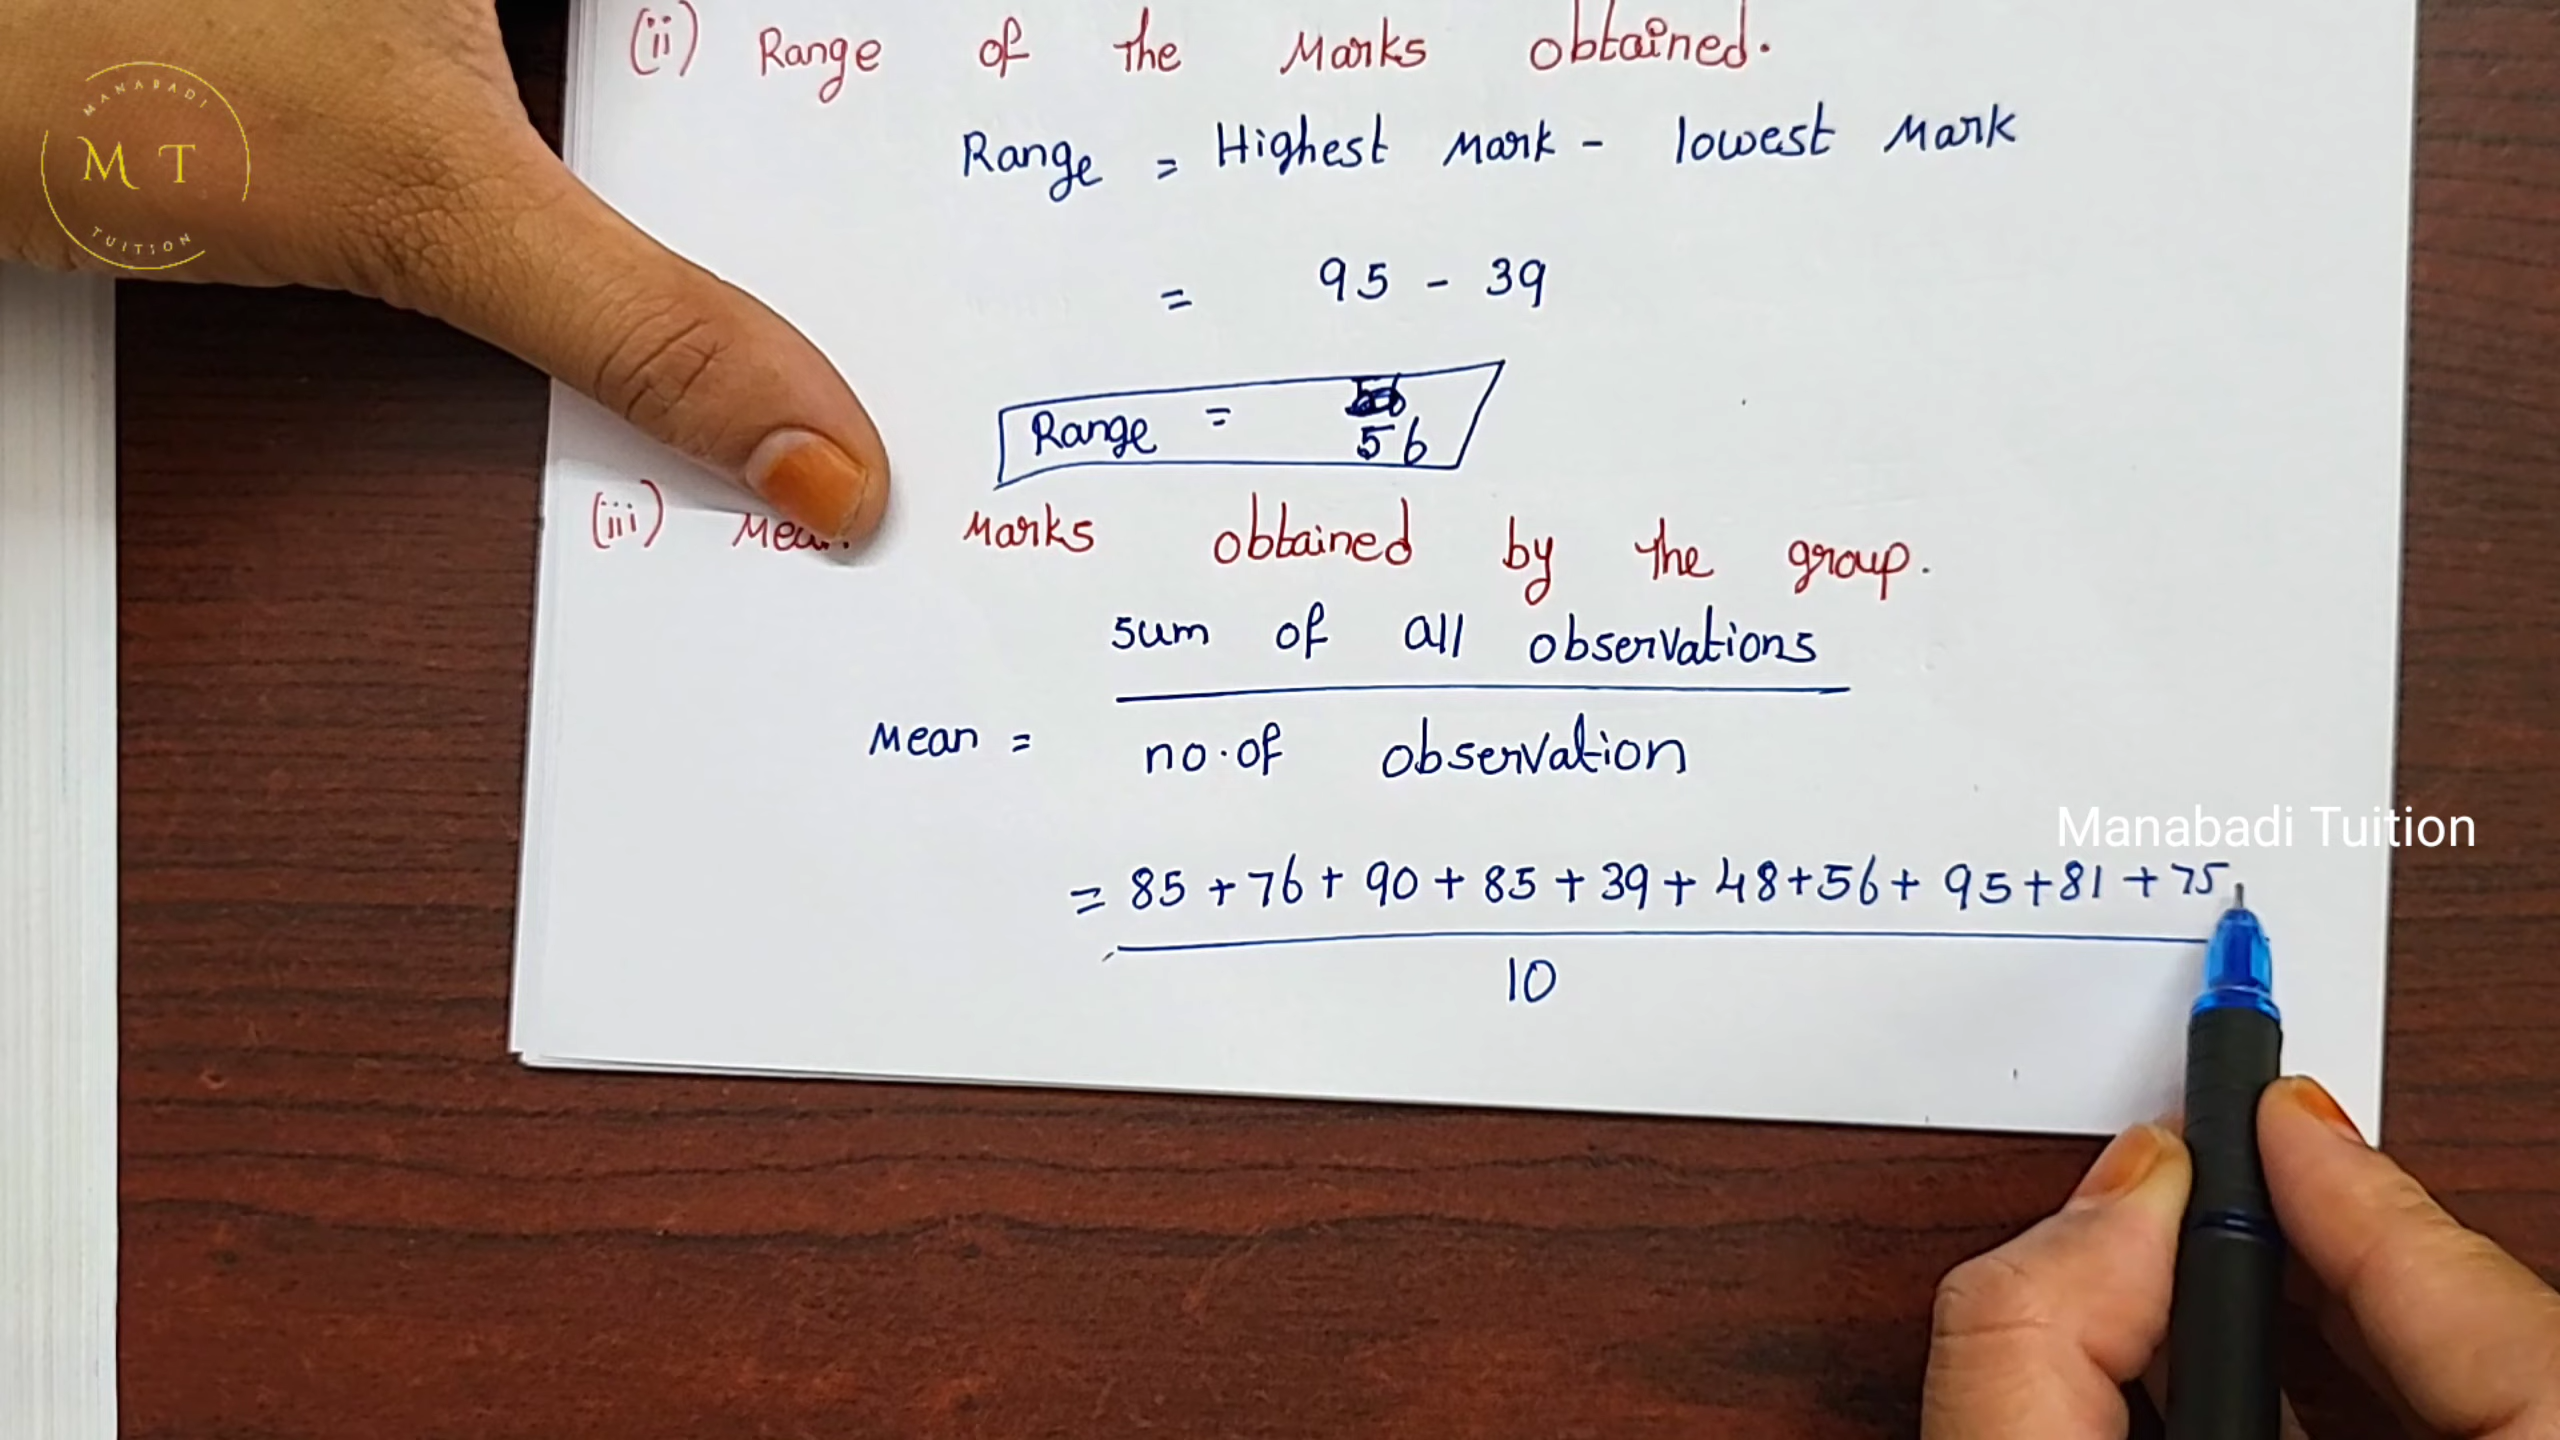 MANABADI
MT
TUITION
(ii) Range of the Marks obtained.
Range = Highest Mark - lowest Mark
= 95 - 39
Range = 56
(iii) Mean Marks obtained by the group.
sum of all observations
Mean = no.of observation
Manabadi Tuition
= 85 + 76 + 90 + 85 + 39 + 48 + 56 + 95 + 81 + 75
10